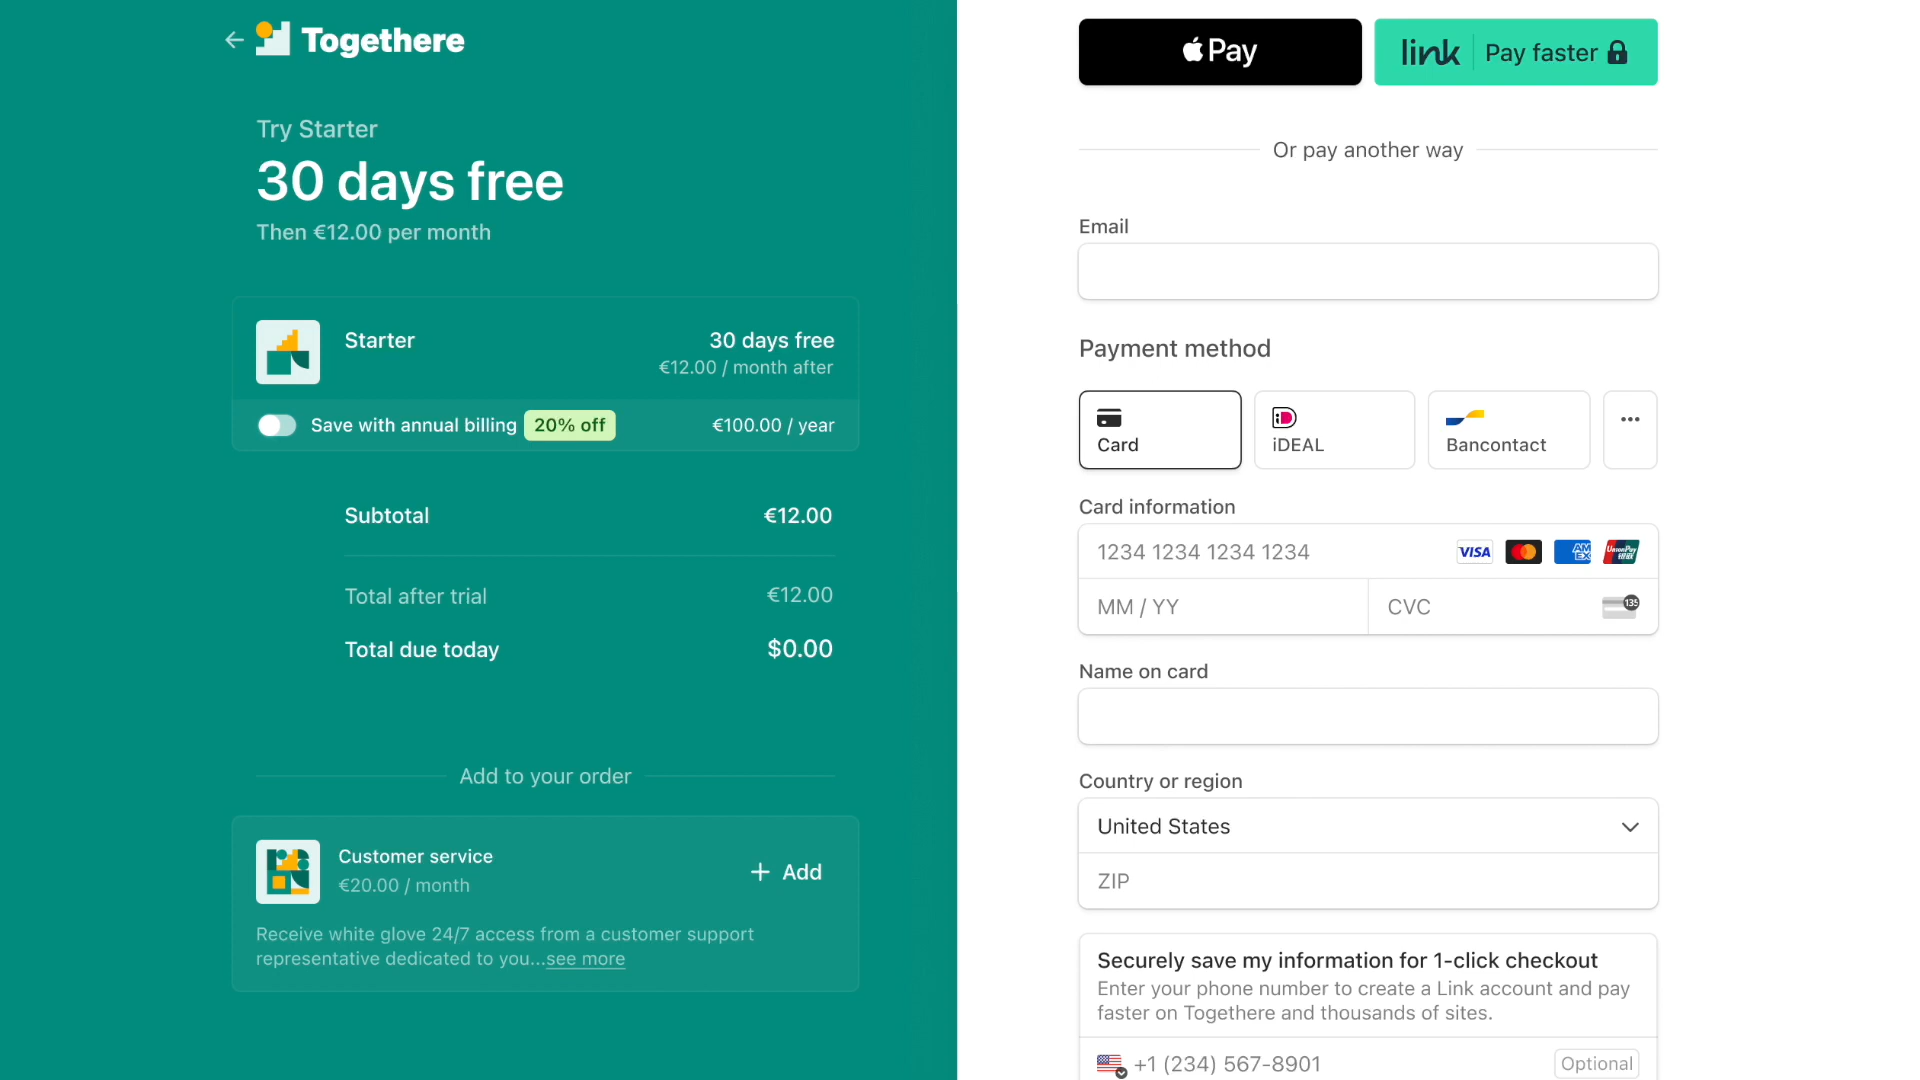 Togethere
Try Starter
30 days free
Then €12.00 per month
Starter
30 days free
€12.00 / month after
Save with annual billing
20% off
€100.00 / year
Subtotal
€12.00
Total after trial
€12.00
Total due today
$0.00
Add to your order
Customer service
€20.00 / month
Add
Receive white glove 24/7 access from a customer support
representative dedicated to you...see more
Pay
link Pay faster
Or pay another way
Email
Payment method
Card
iDEAL
Bancontact
Card information
1234 1234 1234 1234
VISA
AMEX
UnionPay
银联
MM / YY
CVC
135
Name on card
Country or region
United States
ZIP
Securely save my information for 1-click checkout
Enter your phone number to create a Link account and pay
faster on Togethere and thousands of sites.
+1 (234) 567-8901
Optional